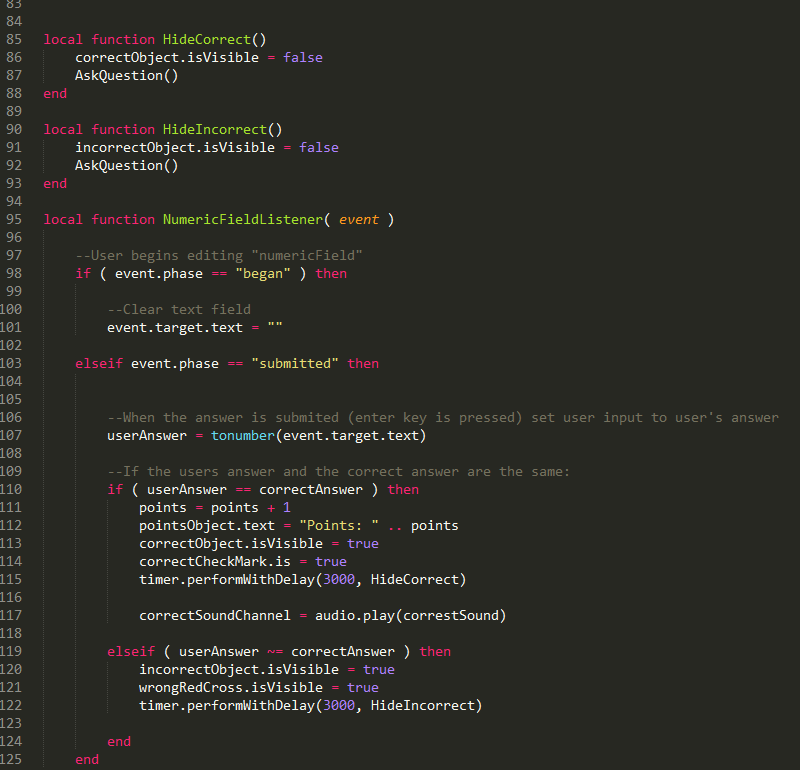 83
84
85 local function HideCorrect()
86     correctObject.isVisible = false
87     AskQuestion()
88 end
89
90 local function HideIncorrect()
91     incorrectObject.isVisible = false
92     AskQuestion()
93 end
94
95 local function NumericFieldListener( event )
96
97     --User begins editing "numericField"
98     if ( event.phase == "began" ) then
99
100         --Clear text field
101         event.target.text = ""
102
103     elseif event.phase == "submitted" then
104
105
106         --When the answer is submited (enter key is pressed) set user input to user's answer
107         userAnswer = tonumber(event.target.text)
108
109         --If the users answer and the correct answer are the same:
110         if ( userAnswer == correctAnswer ) then
111             points = points + 1
112             pointsObject.text = "Points: " .. points
113             correctObject.isVisible = true
114             correctCheckMark.is = true
115             timer.performWithDelay(3000, HideCorrect)
116
117             correctSoundChannel = audio.play(correstSound)
118
119         elseif ( userAnswer ~= correctAnswer ) then
120             incorrectObject.isVisible = true
121             wrongRedCross.isVisible = true
122             timer.performWithDelay(3000, HideIncorrect)
123
124         end
125     end